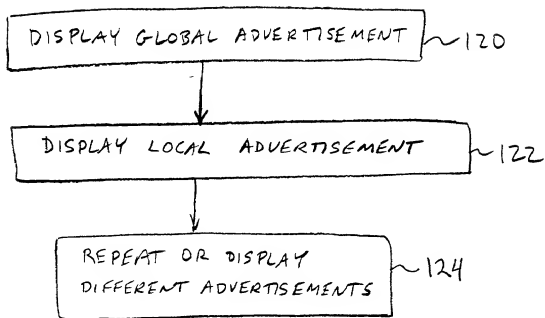 DISPLAY GLOBAL ADVERTISEMENT
120
DISPLAY LOCAL ADVERTISEMENT
122
REPEAT OR DISPLAY
DIFFERENT ADVERTISEMENTS
124